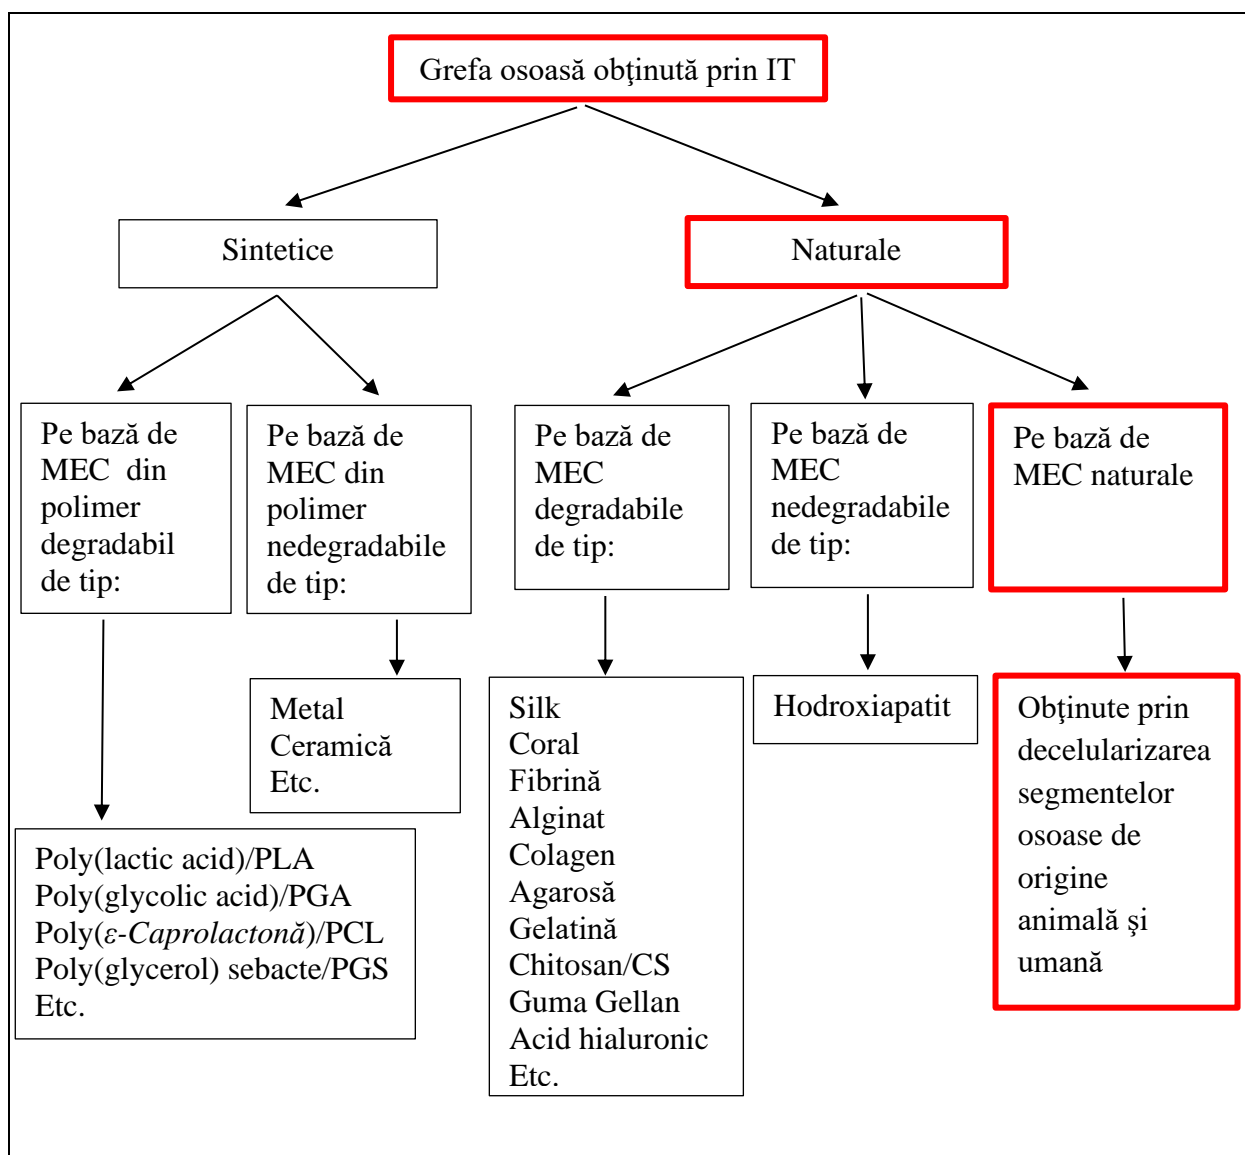 Grefa osoasă obţinută prin IT
Sintetice
Naturale
Pe bază de
MEC din
polimer
degradabil
de tip:
Pe bază de
MEC din
polimer
nedegradabile
de tip:
Pe bază de
MEC
degradabile
de tip:
Pe bază de
MEC
nedegradabile
de tip:
Pe bază de
MEC naturale
Poly(lactic acid)/PLA
Poly(glycolic acid)/PGA
Poly(ε-Caprolactonă)/PCL
Poly(glycerol) sebacte/PGS
Etc.
Metal
Ceramică
Etc.
Silk
Coral
Fibrină
Alginat
Colagen
Agarosă
Gelatină
Chitosan/CS
Guma Gellan
Acid hialuronic
Etc.
Hodroxiapatit
Obţinute prin
decelularizarea
segmentelor
osoase de
origine
animală şi
umană